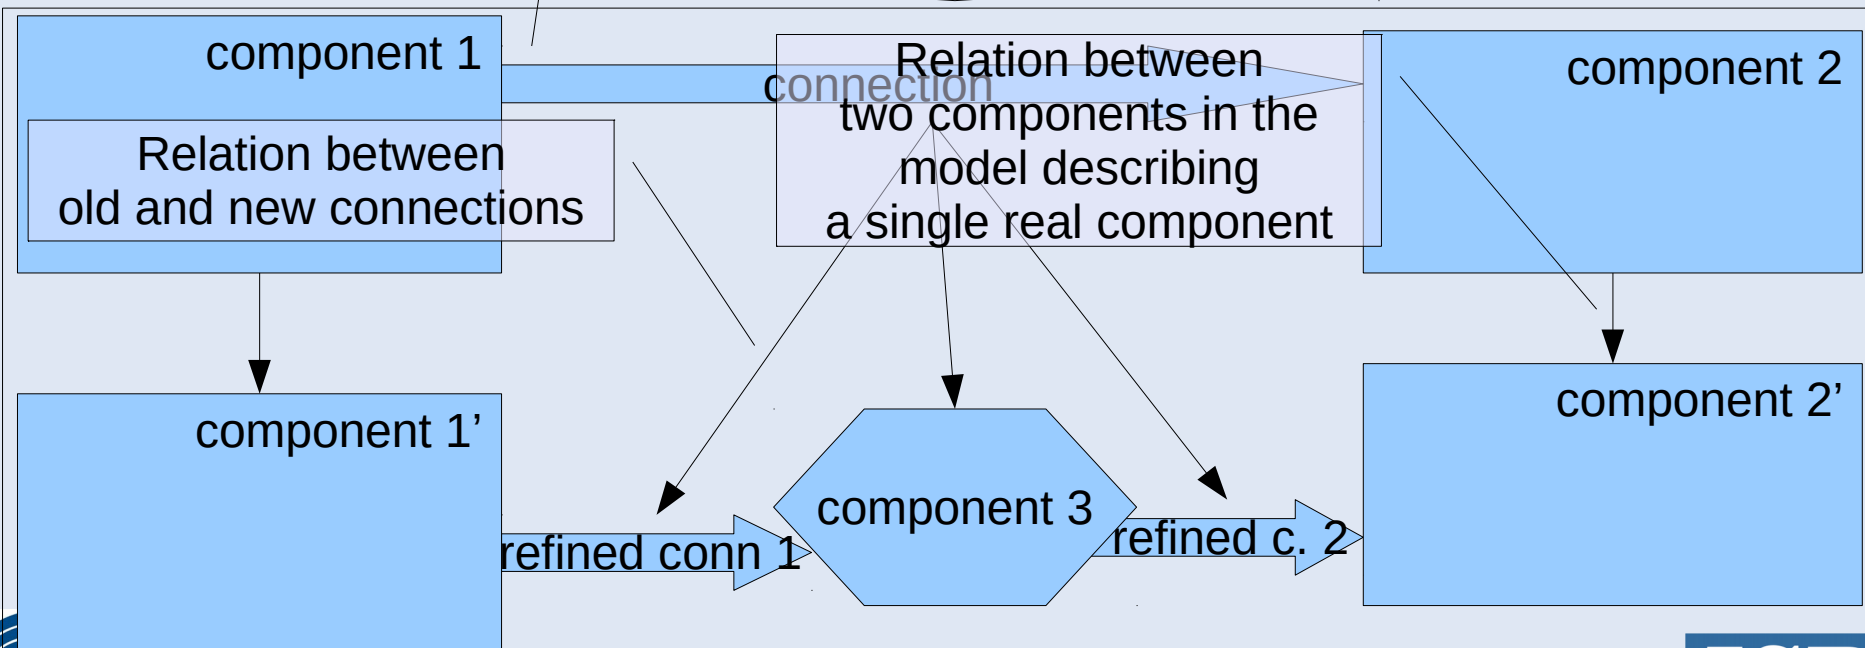 component 1
connection
Relation between
two components in the
model describing
a single real component
component 2
Relation between
old and new connections
component 1’
component 3
component 2’
refined conn 1
refined c. 2